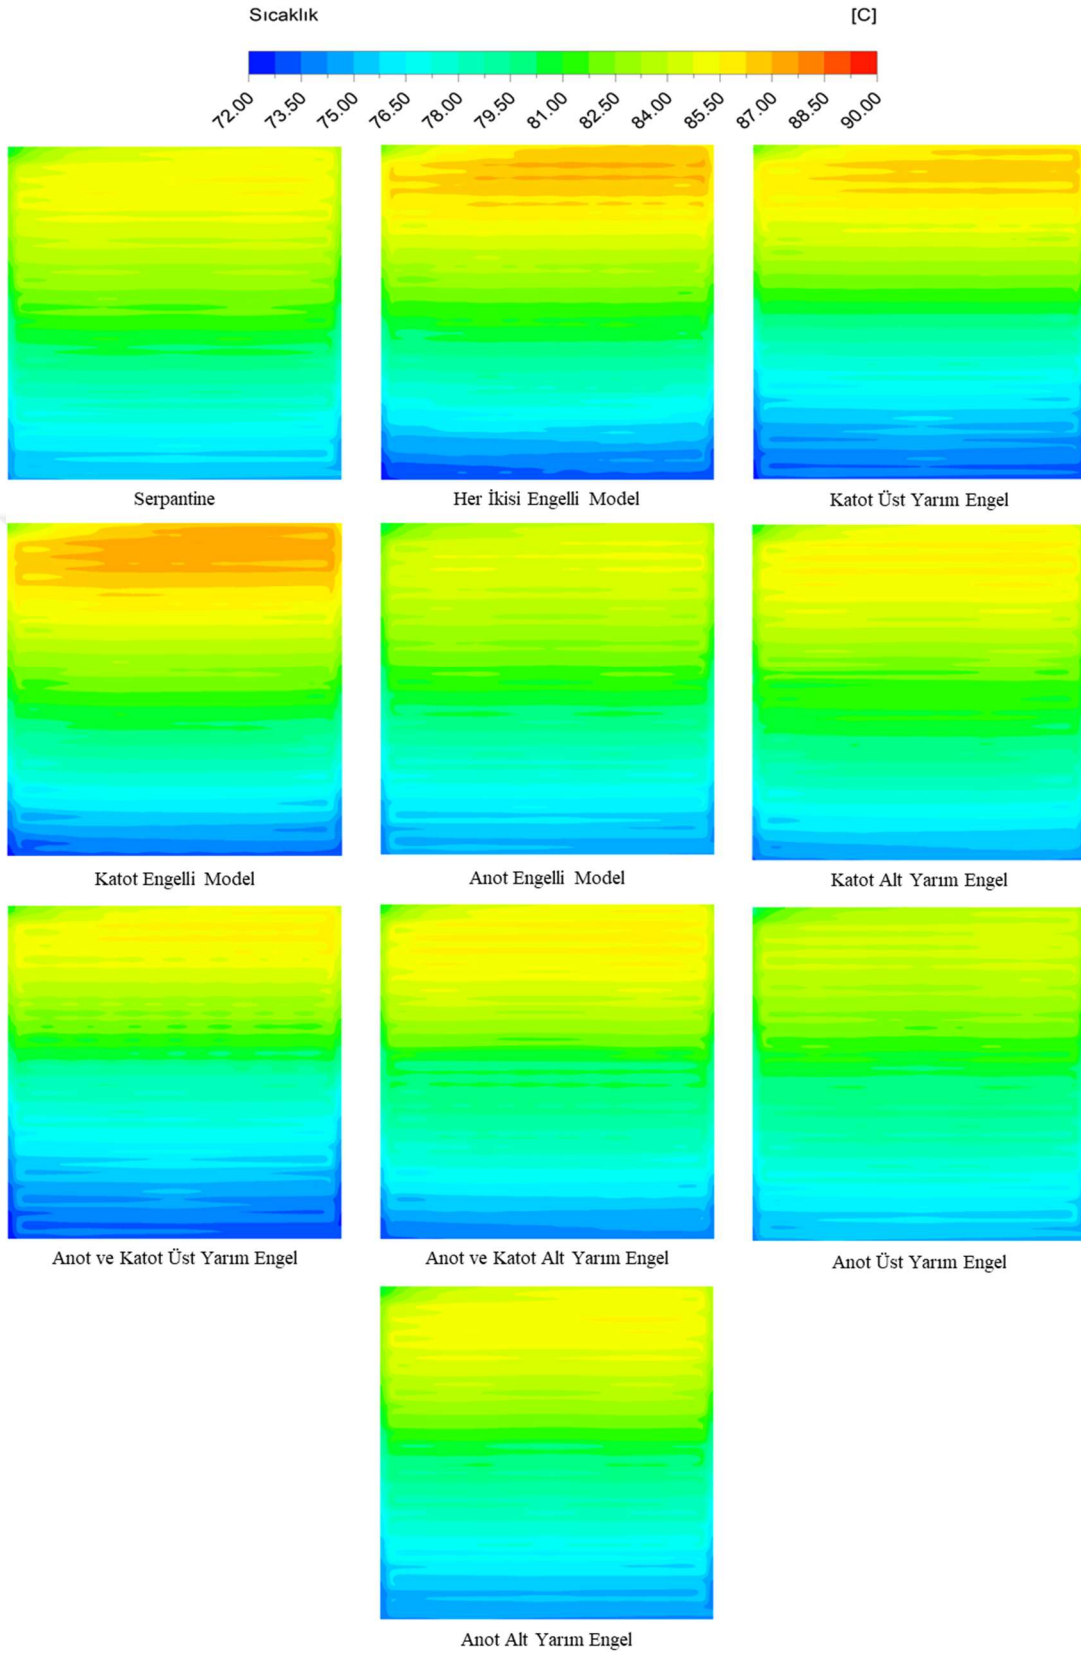 Sıcaklık [C]
72.00 73.50 75.00 76.50 78.00 79.50 81.00 82.50 84.00 85.50 87.00 88.50 90.00
Serpantine Her İkisi Engelli Model Katot Üst Yarım Engel
Katot Engelli Model Anot Engelli Model Katot Alt Yarım Engel
Anot ve Katot Üst Yarım Engel Anot ve Katot Alt Yarım Engel Anot Üst Yarım Engel
Anot Alt Yarım Engel